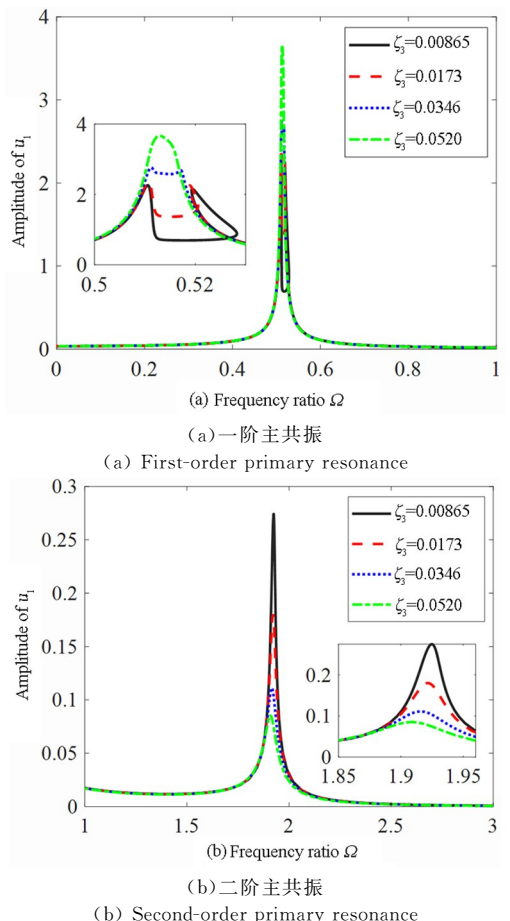 4
3
2
1
0
Amplitude of u1
ζ3=0.00865
ζ3=0.0173
ζ3=0.0346
ζ3=0.0520
4
2
0
0.5 0.52
0 0.2 0.4 0.6 0.8 1
(a) Frequency ratio Ω
(a)一阶主共振
(a) First-order primary resonance
0.3
0.25
0.2
0.15
0.1
0.05
0
Amplitude of u1
ζ3=0.00865
ζ3=0.0173
ζ3=0.0346
ζ3=0.0520
0.2
0.1
0
1.85 1.9 1.95
1 1.5 2 2.5 3
(b) Frequency ratio Ω
(b)二阶主共振
(b) Second-order primary resonance